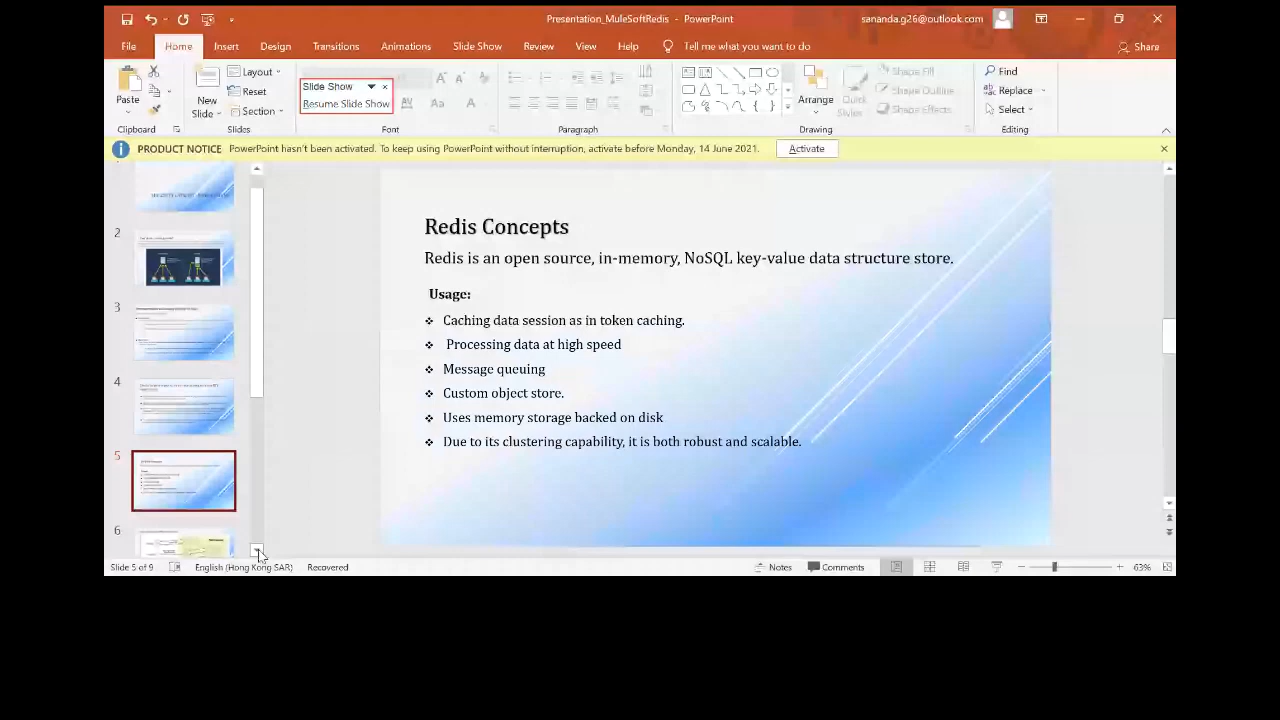 Presentation_MuleSoftRedis - PowerPoint
sananda.g26@outlook.com
File Home Insert Design Transitions Animations Slide Show Review View Help Tell me what you want to do Share
Paste
New Slide
Layout
Reset
Section
Slide Show
Resume Slide Show
Aa
A
Arrange
Quick Styles
Shape Fill
Shape Outline
Shape Effects
Find
Replace
Select
Clipboard Slides Font Paragraph Drawing Editing
PRODUCT NOTICE PowerPoint hasn't been activated. To keep using PowerPoint without interruption, activate before Monday, 14 June 2021. Activate
2
3
4
5
6
Redis Concepts
Redis is an open source, in-memory, NoSQL key-value data structure store.
Usage:
Caching data session as in token caching.
Processing data at high speed
Message queuing
Custom object store.
Uses memory storage backed on disk
Due to its clustering capability, it is both robust and scalable.
Slide 5 of 9 English (Hong Kong SAR) Recovered Notes Comments 63%